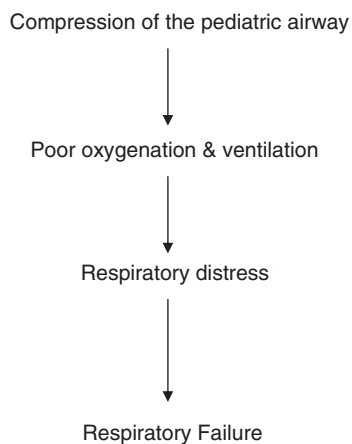 Compression of the pediatric airway
Poor oxygenation & ventilation
Respiratory distress
Respiratory Failure